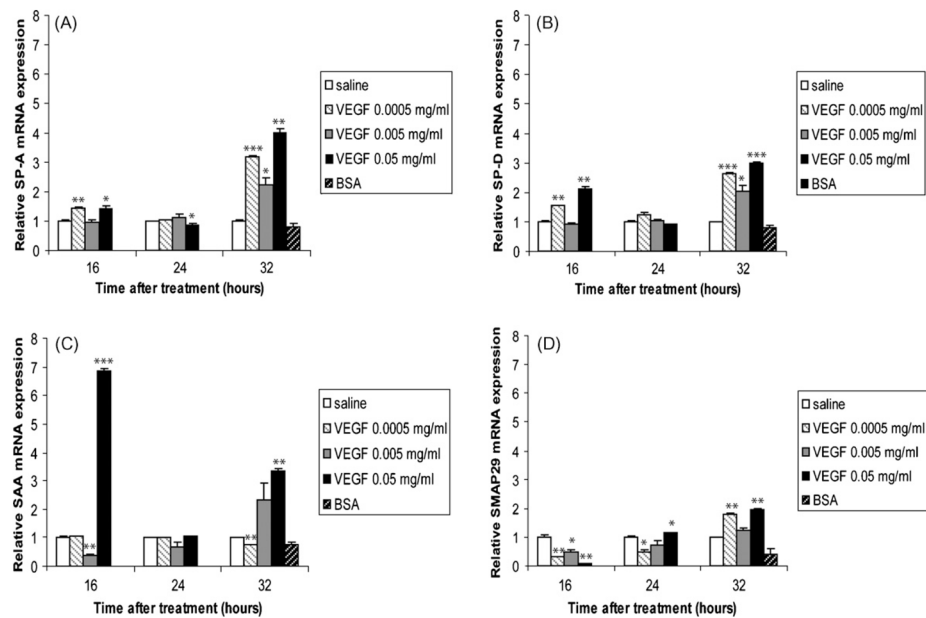 (A)
Relative SP-A mRNA expression
8
7
6
5
4
3
2
1
0
** * *** * ** *
16 24 32
Time after treatment (hours)
saline
VEGF 0.0005 mg/ml
VEGF 0.005 mg/ml
VEGF 0.05 mg/ml
BSA
(B)
Relative SP-D mRNA expression
8
7
6
5
4
3
2
1
0
** ** *** * ***
16 24 32
Time after treatment (hours)
saline
VEGF 0.0005 mg/ml
VEGF 0.005 mg/ml
VEGF 0.05 mg/ml
BSA
(C)
Relative SAA mRNA expression
8
7
6
5
4
3
2
1
0
** *** ** **
16 24 32
Time after treatment (hours)
saline
VEGF 0.0005 mg/ml
VEGF 0.005 mg/ml
VEGF 0.05 mg/ml
BSA
(D)
Relative SMAP29 mRNA expression
8
7
6
5
4
3
2
1
0
** * ** * * ** **
16 24 32
Time after treatment (hours)
saline
VEGF 0.0005 mg/ml
VEGF 0.005 mg/ml
VEGF 0.05 mg/ml
BSA